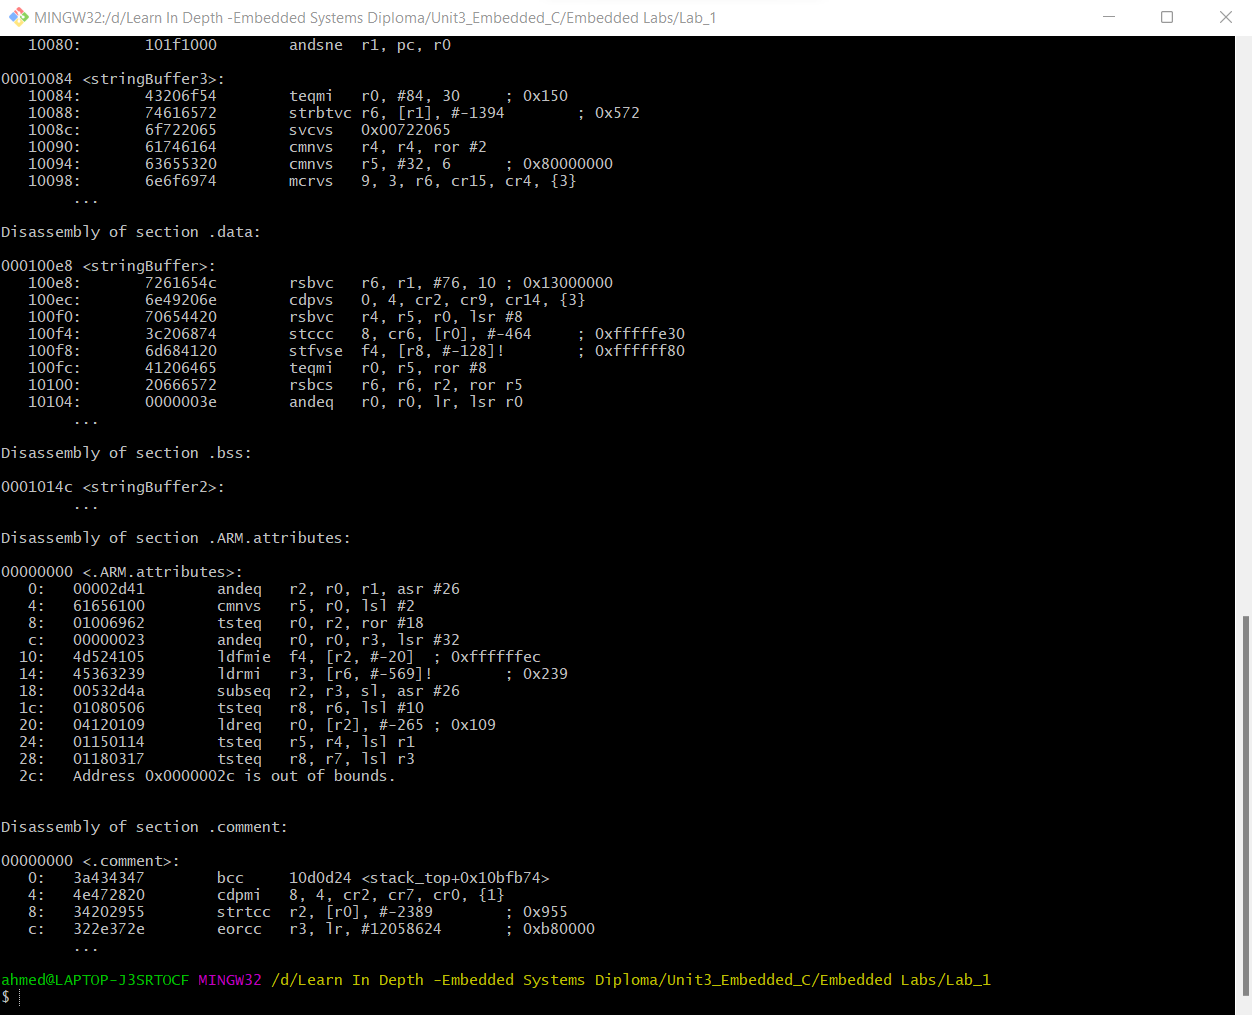 MINGW32:/d/Learn In Depth -Embedded Systems Diploma/Unit3_Embedded_C/Embedded Labs/Lab_1
   10080:       101f1000        andsne  r1, pc, r0

00010084 <stringBuffer3>:
   10084:       43206f54        teqmi   r0, #84, 30     ; 0x150
   10088:       74616572        strbtvc r6, [r1], #-1394        ; 0x572
   1008c:       6f722065        svcvs   0x00722065
   10090:       61746164        cmnvs   r4, r4, ror #2
   10094:       63655320        cmnvs   r5, #32, 6      ; 0x80000000
   10098:       6e6f6974        mcrvs   9, 3, r6, cr15, cr4, {3}
        ...

Disassembly of section .data:

000100e8 <stringBuffer>:
   100e8:       7261654c        rsbvc   r6, r1, #76, 10 ; 0x13000000
   100ec:       6e49206e        cdpvs   0, 4, cr2, cr9, cr14, {3}
   100f0:       70654420        rsbvc   r4, r5, r0, lsr #8
   100f4:       3c206874        stccc   8, cr6, [r0], #-464     ; 0xfffffe30
   100f8:       6d684120        stfvse  f4, [r8, #-128]!        ; 0xffffff80
   100fc:       41206465        teqmi   r0, r5, ror #8
   10100:       20666572        rsbcs   r6, r6, r2, ror r5
   10104:       0000003e        andeq   r0, r0, lr, lsr r0
        ...

Disassembly of section .bss:

0001014c <stringBuffer2>:
        ...

Disassembly of section .ARM.attributes:

00000000 <.ARM.attributes>:
   0:   00002d41        andeq   r2, r0, r1, asr #26
   4:   61656100        cmnvs   r5, r0, lsl #2
   8:   01006962        tsteq   r0, r2, ror #18
   c:   00000023        andeq   r0, r0, r3, lsr #32
  10:   4d524105        ldfmie  f4, [r2, #-20]  ; 0xffffffec
  14:   45363239        ldrmi   r3, [r6, #-569]!        ; 0x239
  18:   00532d4a        subseq  r2, r3, sl, asr #26
  1c:   01080506        tsteq   r8, r6, lsl #10
  20:   04120109        ldreq   r0, [r2], #-265 ; 0x109
  24:   01150114        tsteq   r5, r4, lsl r1
  28:   01180317        tsteq   r8, r7, lsl r3
  2c:   Address 0x0000002c is out of bounds.


Disassembly of section .comment:

00000000 <.comment>:
   0:   3a434347        bcc     10d0d24 <stack_top+0x10bfb74>
   4:   4e472820        cdpmi   8, 4, cr2, cr7, cr0, {1}
   8:   34202955        strtcc  r2, [r0], #-2389        ; 0x955
   c:   322e372e        eorcc   r3, lr, #12058624       ; 0xb80000
        ...

ahmed@LAPTOP-J3SRTOCF MINGW32 /d/Learn In Depth -Embedded Systems Diploma/Unit3_Embedded_C/Embedded Labs/Lab_1
$